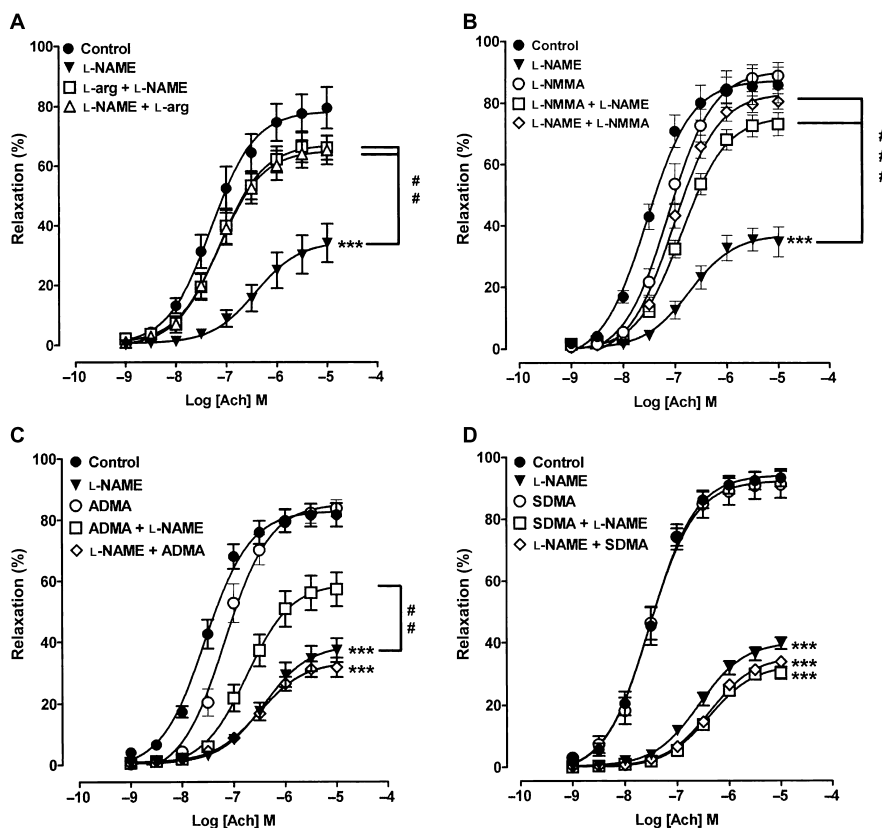 A
Control
L-NAME
L-arg + L-NAME
L-NAME + L-arg
Relaxation (%)
100
80
60
40
20
0
***
#
#
–10 –9 –8 –7 –6 –5 –4
Log [Ach] M
B
Control
L-NAME
L-NMMA
L-NMMA + L-NAME
L-NAME + L-NMMA
Relaxation (%)
100
80
60
40
20
0
***
#
#
#
–10 –9 –8 –7 –6 –5 –4
Log [Ach] M
C
Control
L-NAME
ADMA
ADMA + L-NAME
L-NAME + ADMA
Relaxation (%)
100
80
60
40
20
0
#
#
***
***
–10 –9 –8 –7 –6 –5 –4
Log [Ach] M
D
Control
L-NAME
SDMA
SDMA + L-NAME
L-NAME + SDMA
Relaxation (%)
100
80
60
40
20
0
***
***
***
–10 –9 –8 –7 –6 –5 –4
Log [Ach] M